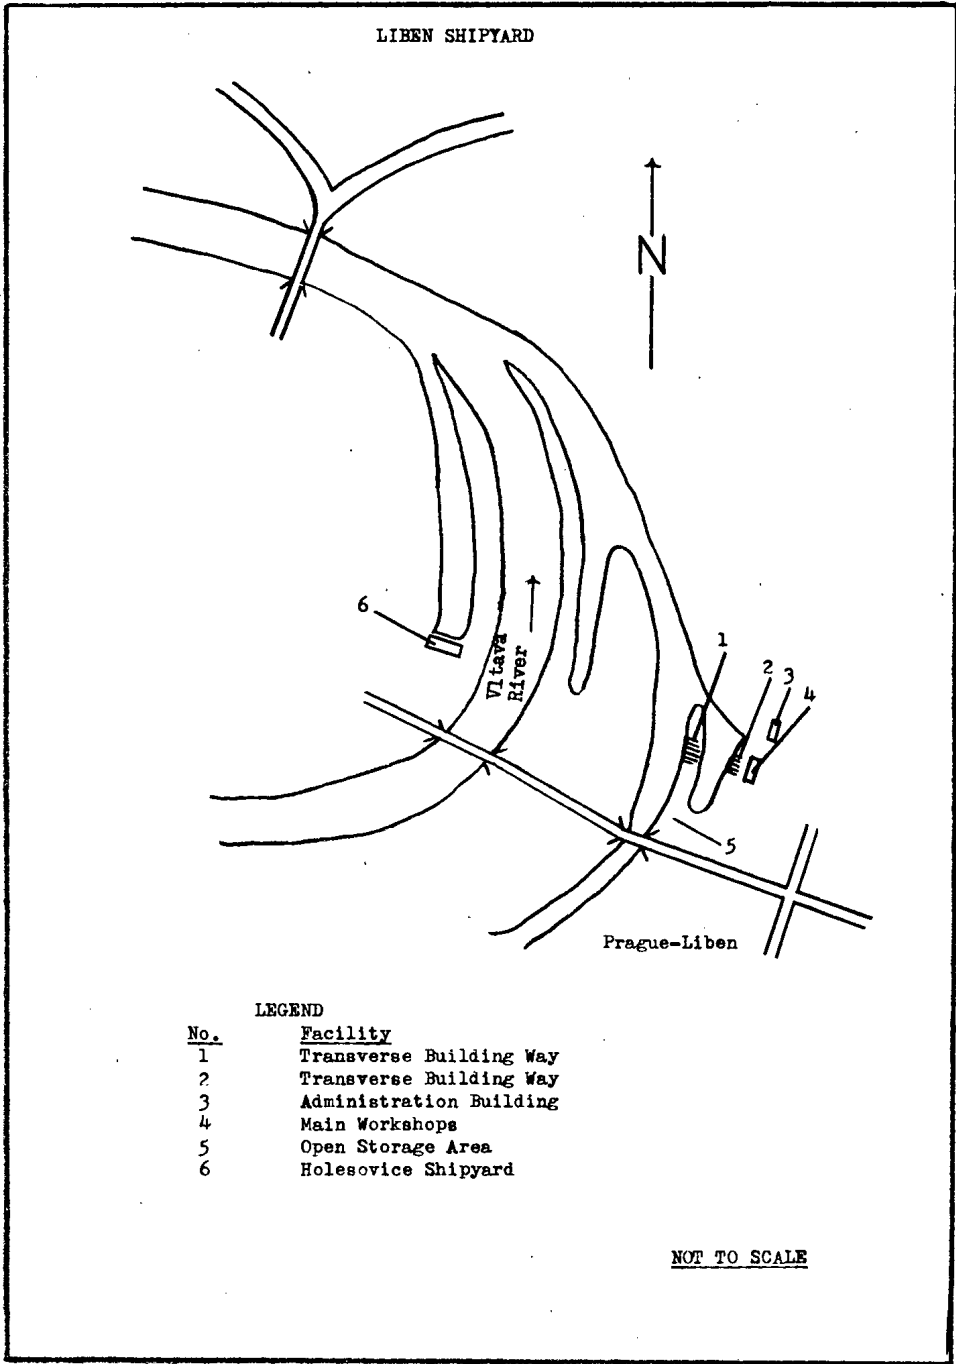 LIBEN SHIPYARD
N
6
Vltava
River
1
2
3
4
5
Prague-Liben
LEGEND
No. Facility
1 Transverse Building Way
2 Transverse Building Way
3 Administration Building
4 Main Workshops
5 Open Storage Area
6 Holesovice Shipyard
NOT TO SCALE